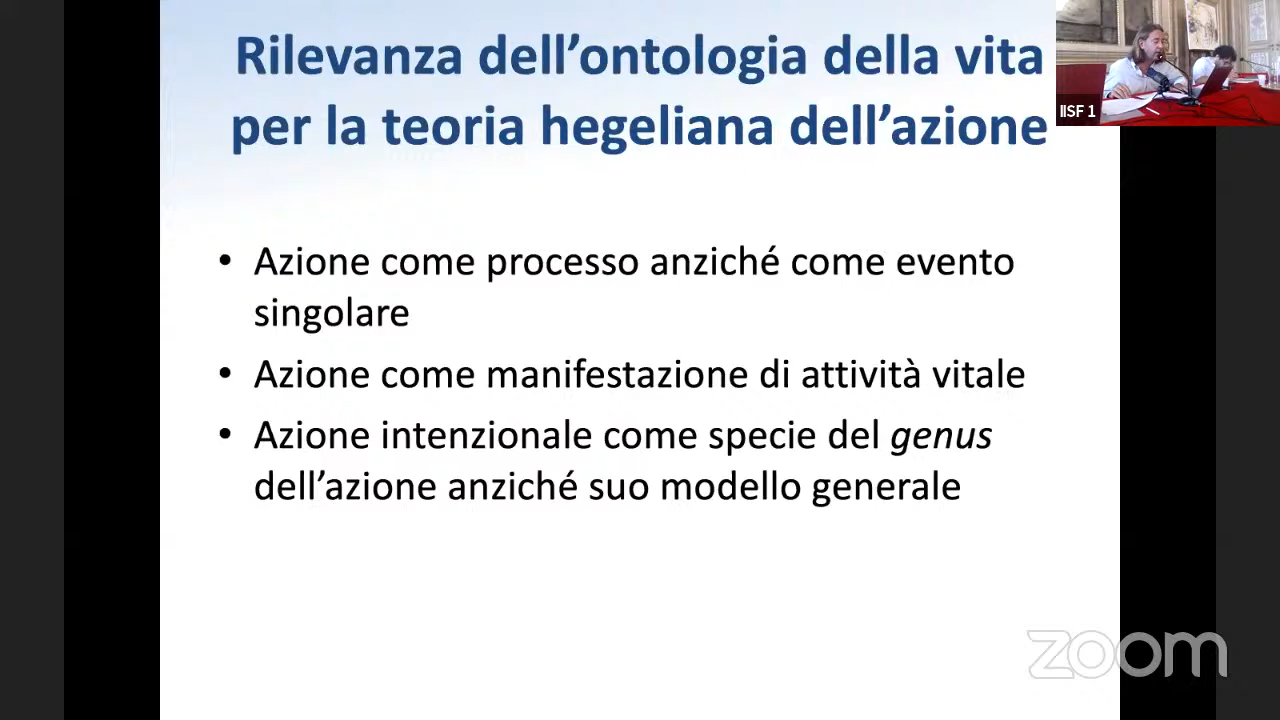 Rilevanza dell’ontologia della vita
per la teoria hegeliana dell’azione
IISF 1
• Azione come processo anziché come evento
singolare
• Azione come manifestazione di attività vitale
• Azione intenzionale come specie del genus
dell’azione anziché suo modello generale
zoom